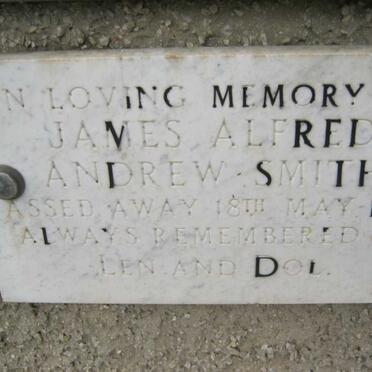 N LOVING MEMORY
JAMES ALFRED
ANDREW SMITH
ASSED AWAY 18TH MAY
ALWAYS REMEMBERED
LEN AND DOL.